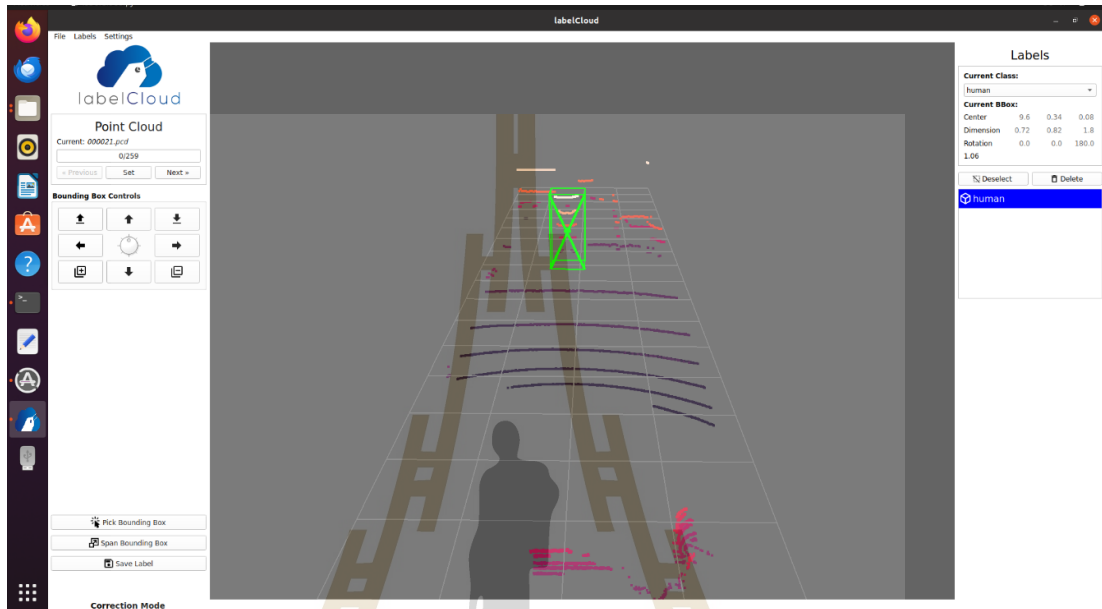 labelCloud
File Labels Settings
labelCloud
Point Cloud
Current: 000021.pcd
0/259
« Previous Set Next »
Bounding Box Controls
Pick Bounding Box
Span Bounding Box
Save Label
Correction Mode
Labels
Current Class:
human
Current BBox:
Center 9.6 0.34 0.08
Dimension 0.72 0.82 1.8
Rotation 0.0 0.0 180.0
1.06
Deselect Delete
human